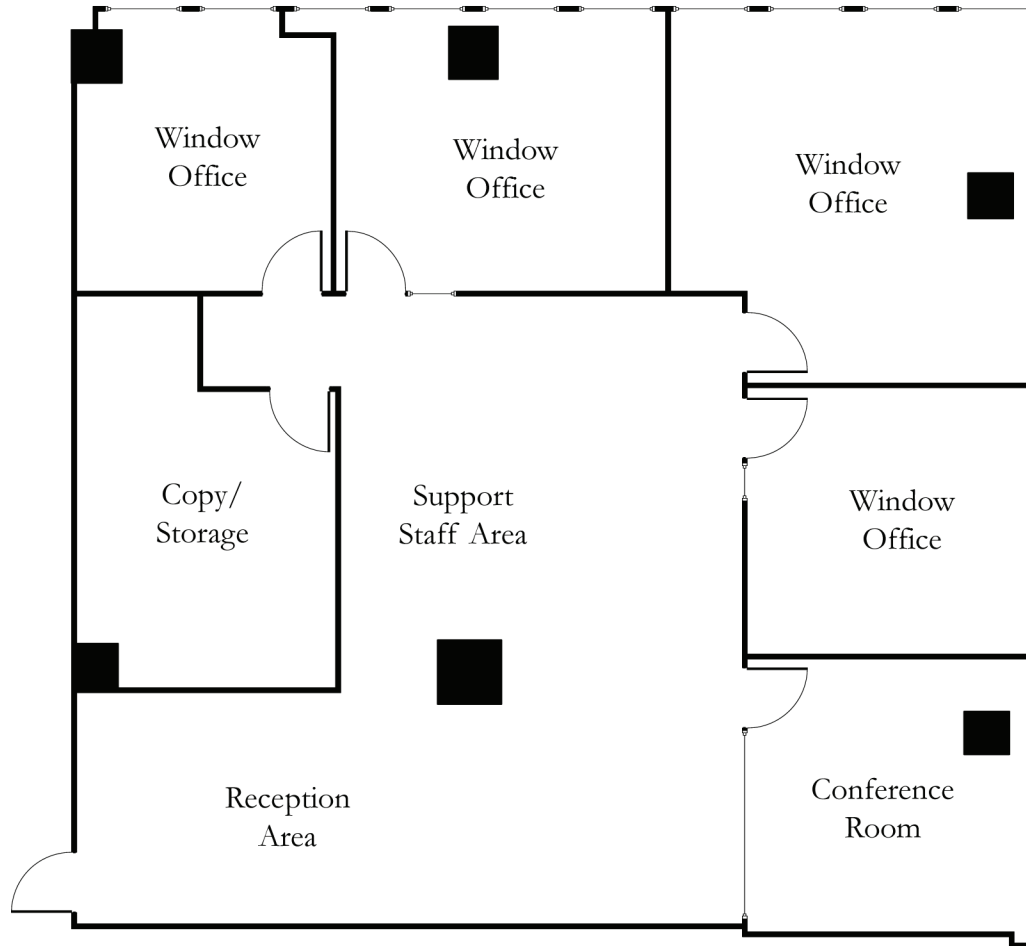 Window
Office
Window
Office
Window
Office
Copy/
Storage
Support
Staff Area
Window
Office
Reception
Area
Conference
Room